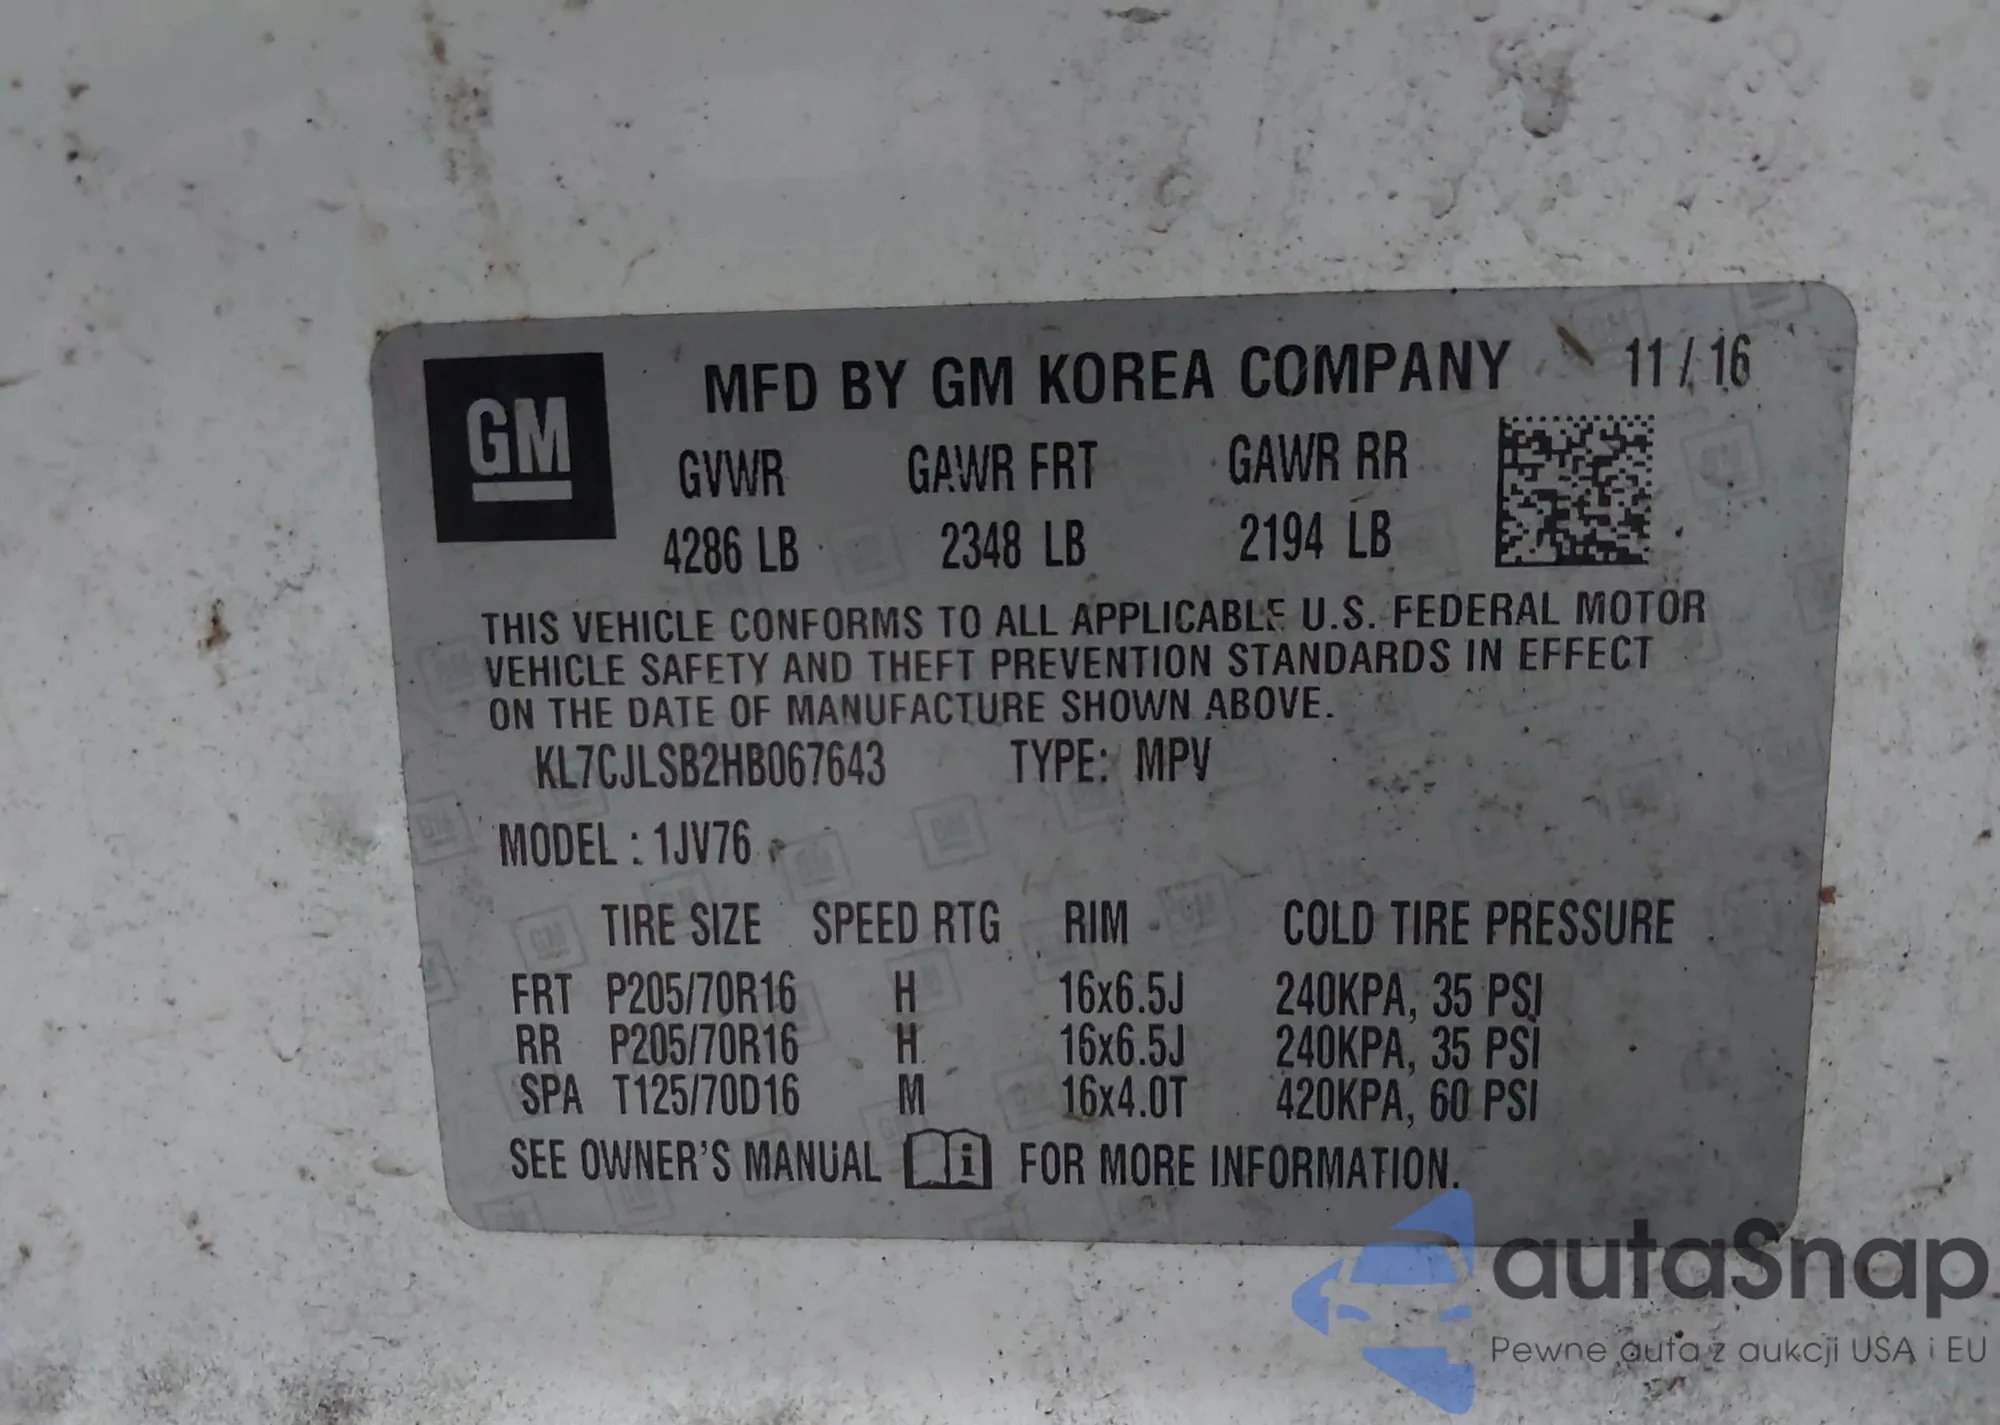 GM
MFD BY GM KOREA COMPANY 11/16
GVWR GAWR FRT GAWR RR
4286 LB 2348 LB 2194 LB
THIS VEHICLE CONFORMS TO ALL APPLICABLE U.S. FEDERAL MOTOR
VEHICLE SAFETY AND THEFT PREVENTION STANDARDS IN EFFECT
ON THE DATE OF MANUFACTURE SHOWN ABOVE.
KL7CJLSB2HB067643 TYPE: MPV
MODEL : 1JV76
TIRE SIZE SPEED RTG RIM COLD TIRE PRESSURE
FRT P205/70R16 H 16x6.5J 240KPA, 35 PSI
RR P205/70R16 H 16x6.5J 240KPA, 35 PSI
SPA T125/70D16 M 16x4.0T 420KPA, 60 PSI
SEE OWNER'S MANUAL i FOR MORE INFORMATION.
autaSnap
Pewne auta z aukcji USA i EU